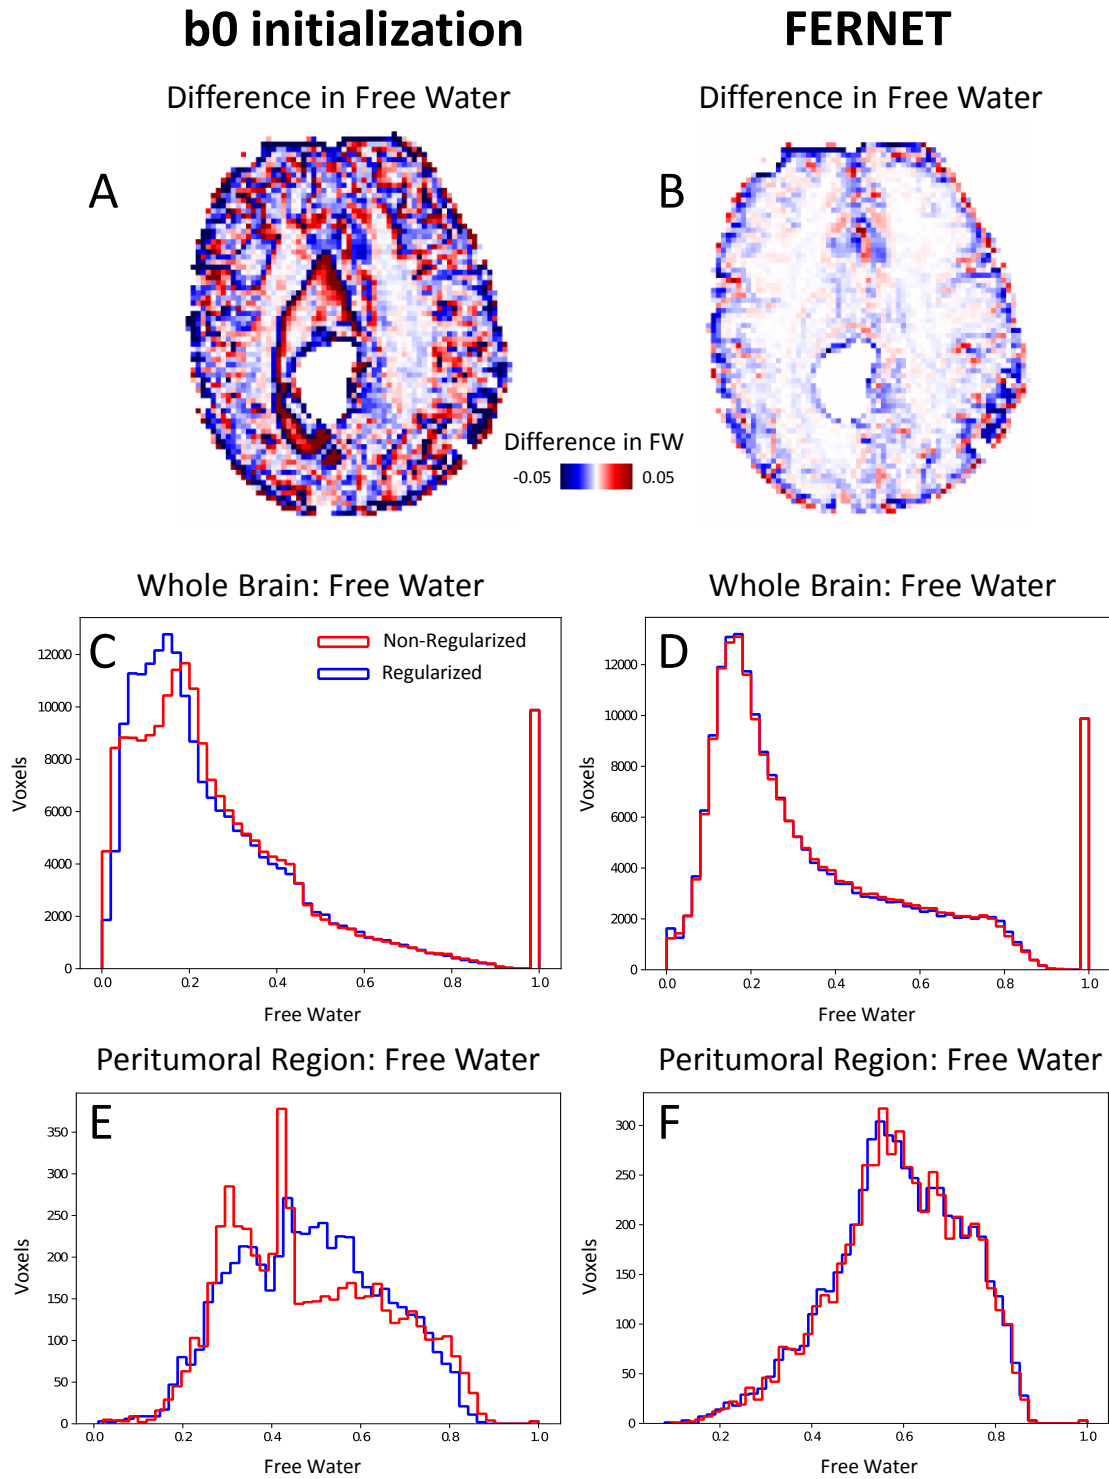 b0 initialization FERNET
Difference in Free Water Difference in Free Water
A B
Difference in FW
-0.05 0.05
Whole Brain: Free Water Whole Brain: Free Water
C D
Non-Regularized
Regularized
12000
10000
8000
6000
4000
2000
0
Voxels
0.0 0.2 0.4 0.6 0.8 1.0
Free Water
12000
10000
8000
6000
4000
2000
0
Voxels
0.0 0.2 0.4 0.6 0.8 1.0
Free Water
Peritumoral Region: Free Water Peritumoral Region: Free Water
E F
350
300
250
200
150
100
50
0
Voxels
0.0 0.2 0.4 0.6 0.8 1.0
Free Water
300
250
200
150
100
50
0
Voxels
0.2 0.4 0.6 0.8 1.0
Free Water